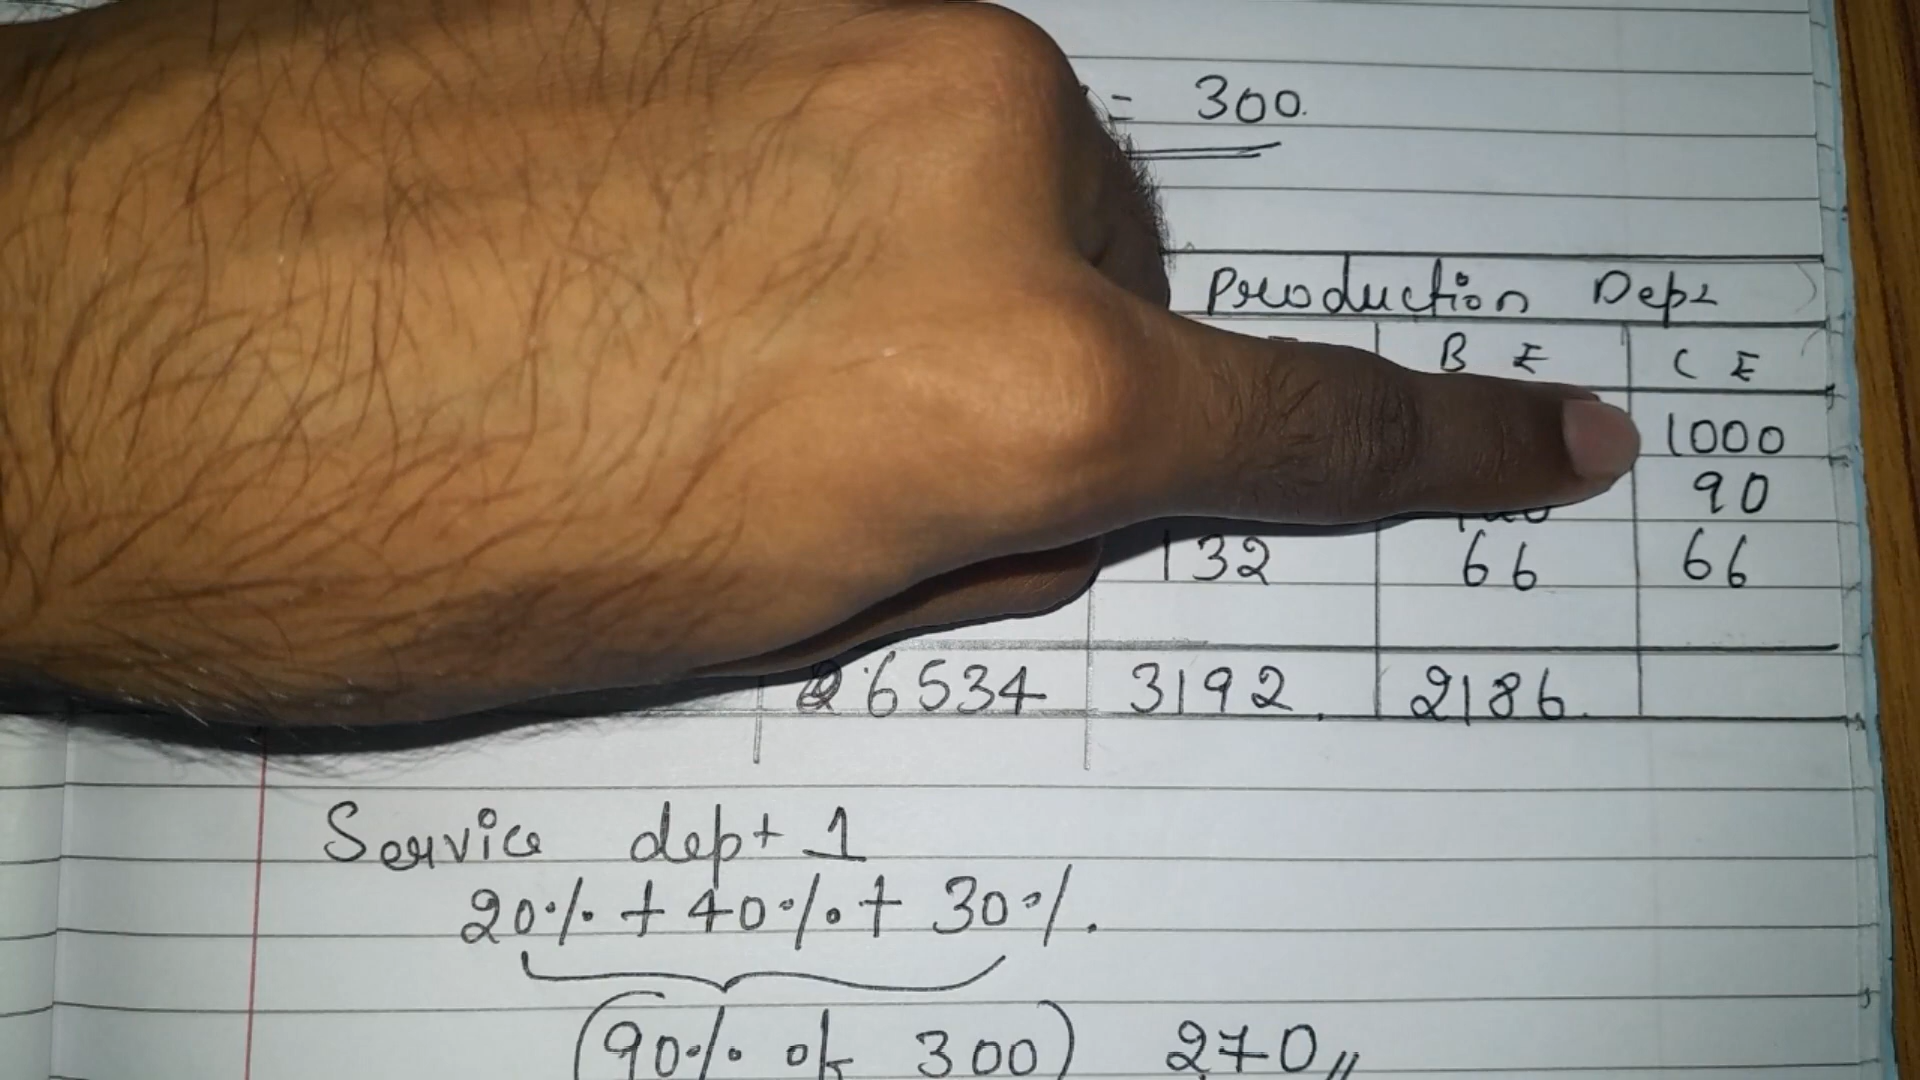 = 300.
Production Dept
B E C E
1000
90
132 66 66
26534 3192. 2186.
Service dept 1
20% + 40% + 30%.
(90% of 300) 270,,